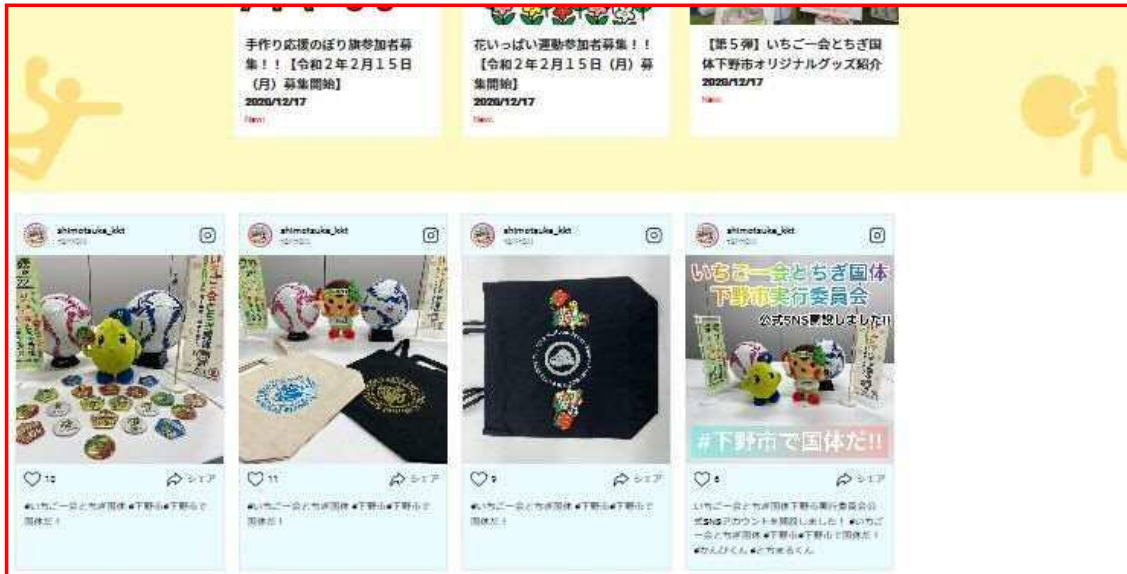 手作り応援のぼり旗参加者募
集！！【令和２年２月１５日
（月）募集開始】
2020/12/17
News
花いっぱい運動参加者募集！！
【令和２年２月１５日（月）募
集開始】
2020/12/17
News
【第５弾】いちご一会とちぎ国
体下野市オリジナルグッズ紹介
2020/12/17
News
shimotsuke_kkt
shimotsuke_kkt
shimotsuke_kkt
shimotsuke_kkt
いちご一会とちぎ国体
下野市実行委員会
公式SNS開設しました!!
#下野市で国体だ!!
シェア
#いちご一会とちぎ国体 #下野市#下野市で
国体だ！
11
シェア
#いちご一会とちぎ国体 #下野市#下野市で
国体だ！
9
シェア
#いちご一会とちぎ国体 #下野市#下野市で
国体だ！
6
シェア
いちご一会とちぎ国体下野市実行委員会公
式SNSアカウントを開設しました！ #いちご
一会とちぎ国体 #下野市#下野市で国体だ！
#かんぴくん #とちまるくん